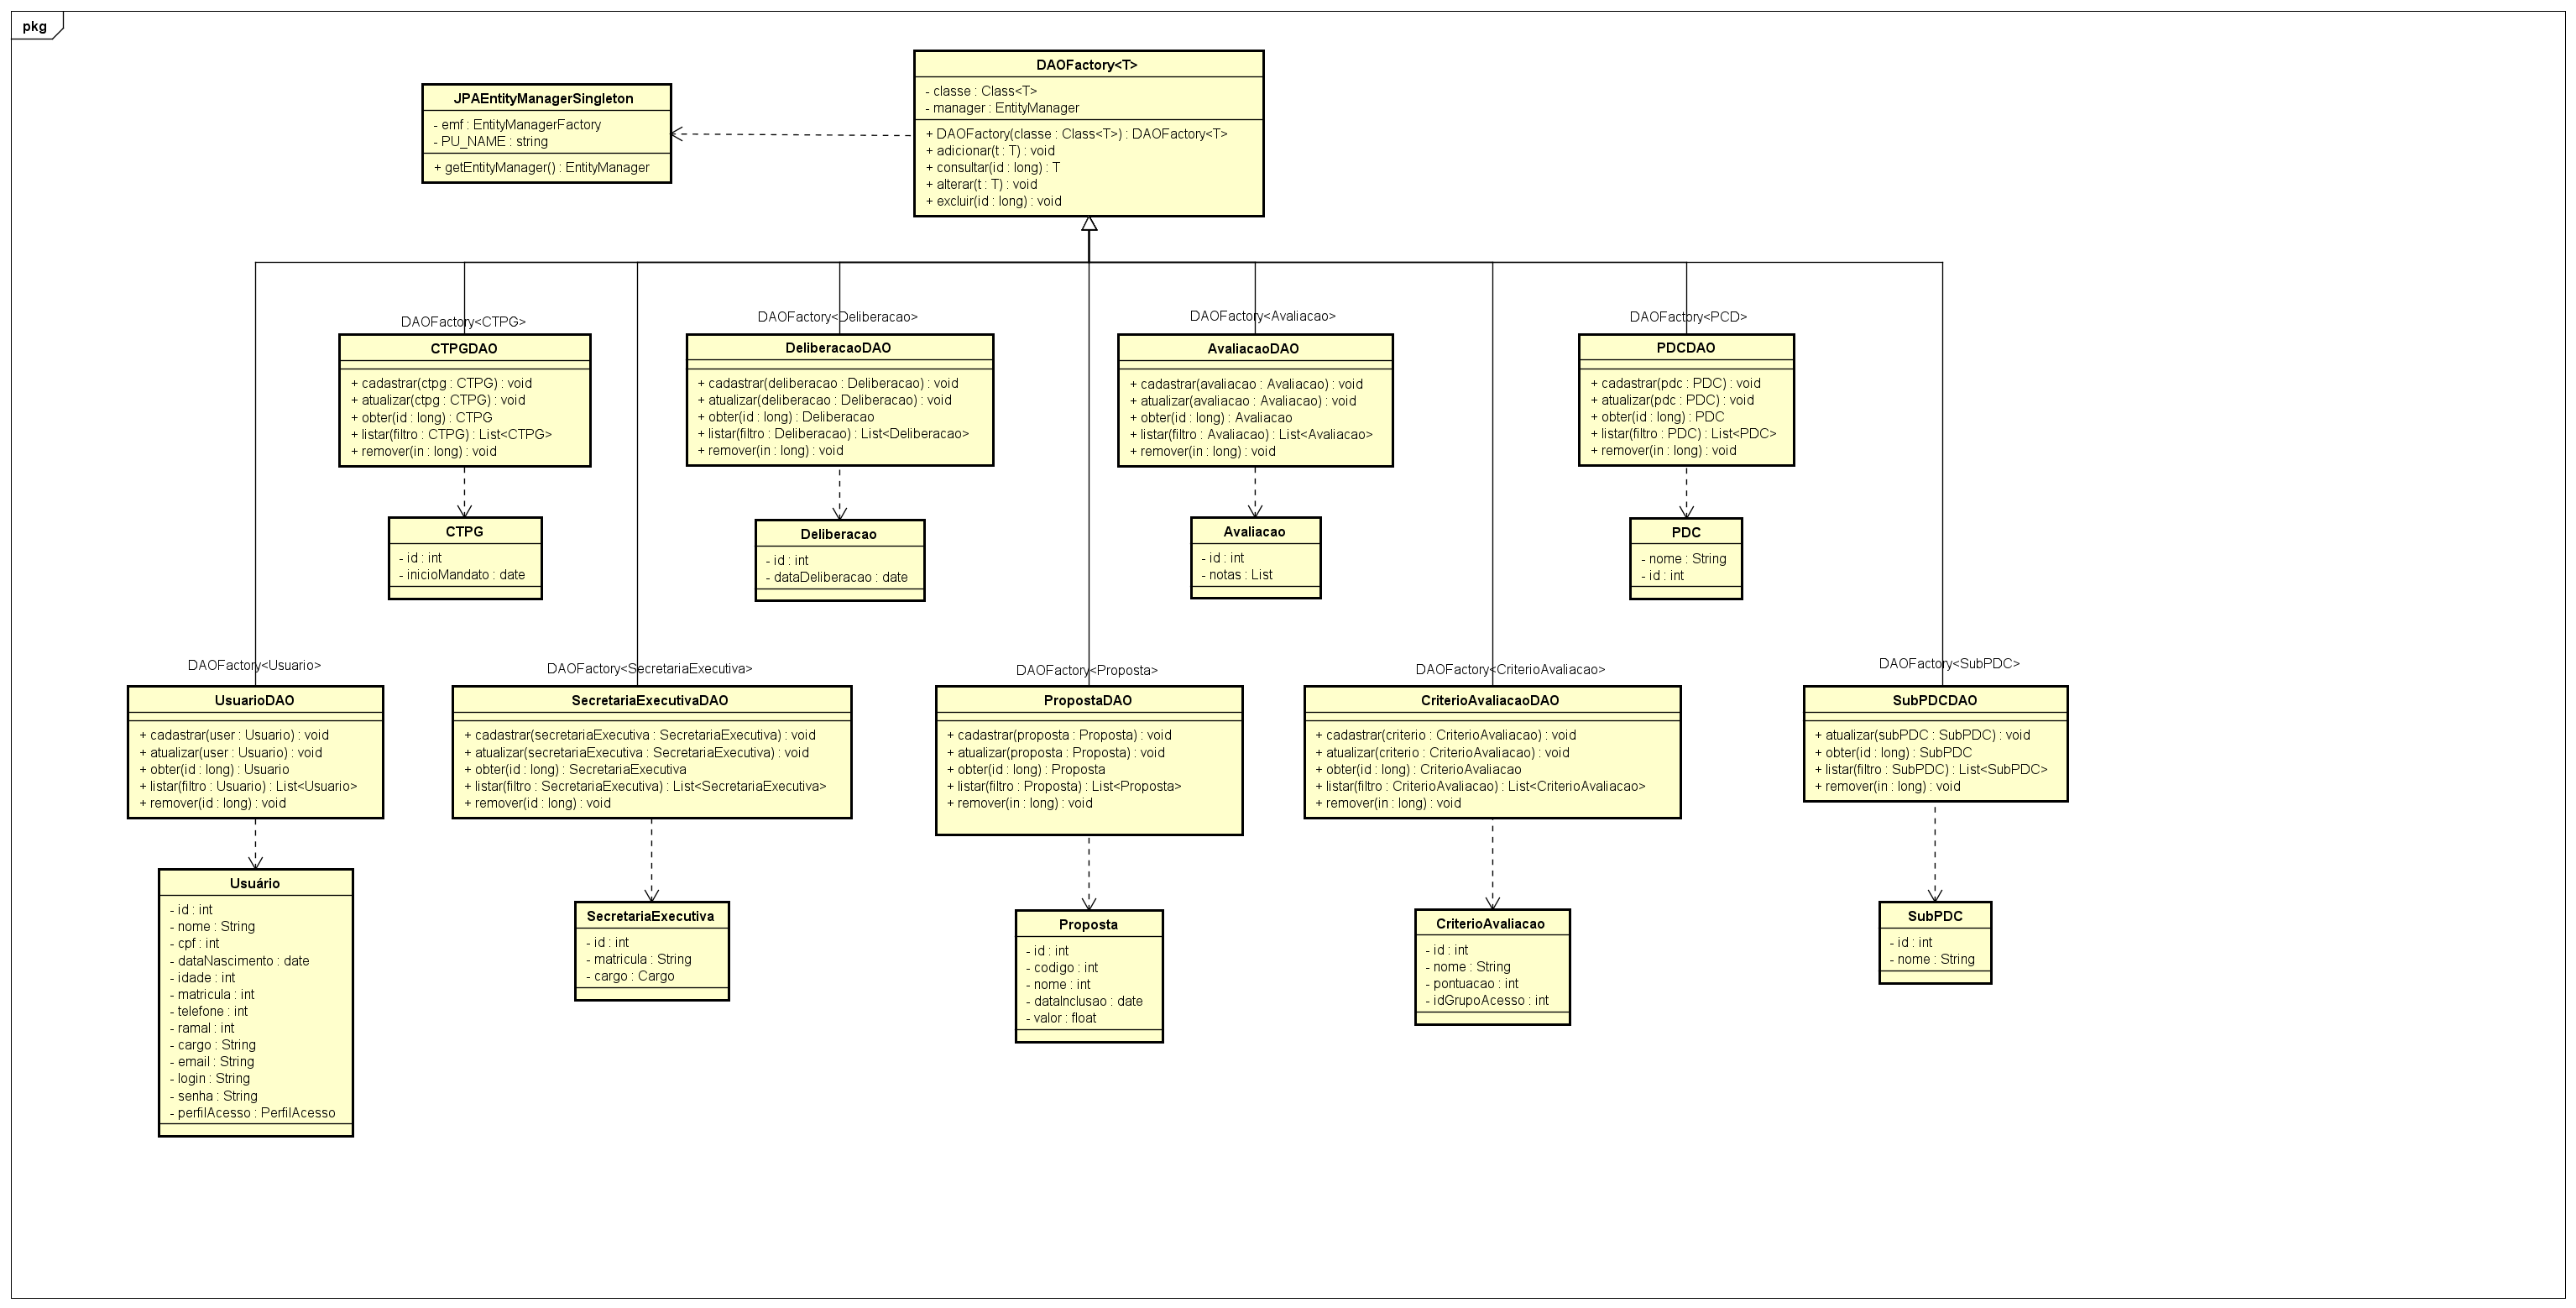 pkg
DAOFactory<T>
- classe : Class<T>
- manager : EntityManager
+ DAOFactory(classe : Class<T>) : DAOFactory<T>
+ adicionar(t : T) : void
+ consultar(id : long) : T
+ alterar(t : T) : void
+ excluir(id : long) : void
JPAEntityManagerSingleton
- emf : EntityManagerFactory
- PU_NAME : string
+ getEntityManager() : EntityManager
DAOFactory<CTPG>
CTPGDAO
+ cadastrar(ctpg : CTPG) : void
+ atualizar(ctpg : CTPG) : void
+ obter(id : long) : CTPG
+ listar(filtro : CTPG) : List<CTPG>
+ remover(in : long) : void
DAOFactory<Deliberacao>
DeliberacaoDAO
+ cadastrar(deliberacao : Deliberacao) : void
+ atualizar(deliberacao : Deliberacao) : void
+ obter(id : long) : Deliberacao
+ listar(filtro : Deliberacao) : List<Deliberacao>
+ remover(in : long) : void
DAOFactory<Avaliacao>
AvaliacaoDAO
+ cadastrar(avaliacao : Avaliacao) : void
+ atualizar(avaliacao : Avaliacao) : void
+ obter(id : long) : Avaliacao
+ listar(filtro : Avaliacao) : List<Avaliacao>
+ remover(in : long) : void
DAOFactory<PCD>
PDCDAO
+ cadastrar(pdc : PDC) : void
+ atualizar(pdc : PDC) : void
+ obter(id : long) : PDC
+ listar(filtro : PDC) : List<PDC>
+ remover(in : long) : void
CTPG
- id : int
- inicioMandato : date
Deliberacao
- id : int
- dataDeliberacao : date
Avaliacao
- id : int
- notas : List
PDC
- nome : String
- id : int
DAOFactory<Usuario>
UsuarioDAO
+ cadastrar(user : Usuario) : void
+ atualizar(user : Usuario) : void
+ obter(id : long) : Usuario
+ listar(filtro : Usuario) : List<Usuario>
+ remover(id : long) : void
DAOFactory<SecretariaExecutiva>
SecretariaExecutivaDAO
+ cadastrar(secretariaExecutiva : SecretariaExecutiva) : void
+ atualizar(secretariaExecutiva : SecretariaExecutiva) : void
+ obter(id : long) : SecretariaExecutiva
+ listar(filtro : SecretariaExecutiva) : List<SecretariaExecutiva>
+ remover(id : long) : void
DAOFactory<Proposta>
PropostaDAO
+ cadastrar(proposta : Proposta) : void
+ atualizar(proposta : Proposta) : void
+ obter(id : long) : Proposta
+ listar(filtro : Proposta) : List<Proposta>
+ remover(in : long) : void
DAOFactory<CriterioAvaliacao>
CriterioAvaliacaoDAO
+ cadastrar(criterio : CriterioAvaliacao) : void
+ atualizar(criterio : CriterioAvaliacao) : void
+ obter(id : long) : CriterioAvaliacao
+ listar(filtro : CriterioAvaliacao) : List<CriterioAvaliacao>
+ remover(in : long) : void
DAOFactory<SubPDC>
SubPDCDAO
+ atualizar(subPDC : SubPDC) : void
+ obter(id : long) : SubPDC
+ listar(filtro : SubPDC) : List<SubPDC>
+ remover(in : long) : void
Usuário
- id : int
- nome : String
- cpf : int
- dataNascimento : date
- idade : int
- matricula : int
- telefone : int
- ramal : int
- cargo : String
- email : String
- login : String
- senha : String
- perfilAcesso : PerfilAcesso
SecretariaExecutiva
- id : int
- matricula : String
- cargo : Cargo
Proposta
- id : int
- codigo : int
- nome : int
- dataInclusao : date
- valor : float
CriterioAvaliacao
- id : int
- nome : String
- pontuacao : int
- idGrupoAcesso : int
SubPDC
- id : int
- nome : String